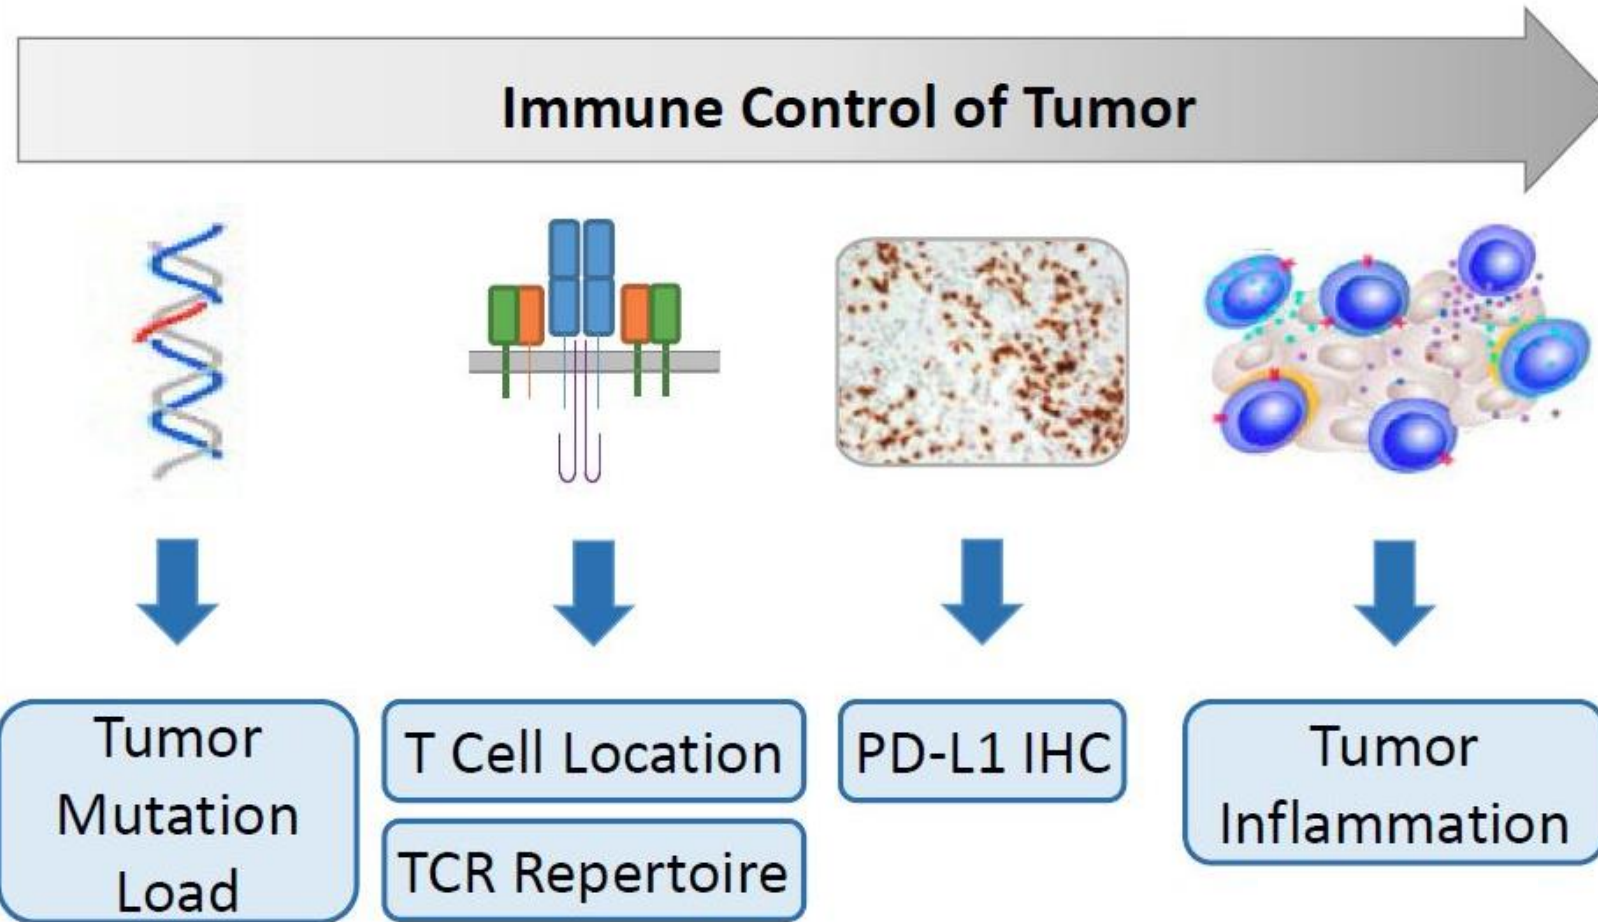 Immune Control of Tumor
Tumor
Mutation
Load
T Cell Location
TCR Repertoire
PD-L1 IHC
Tumor
Inflammation